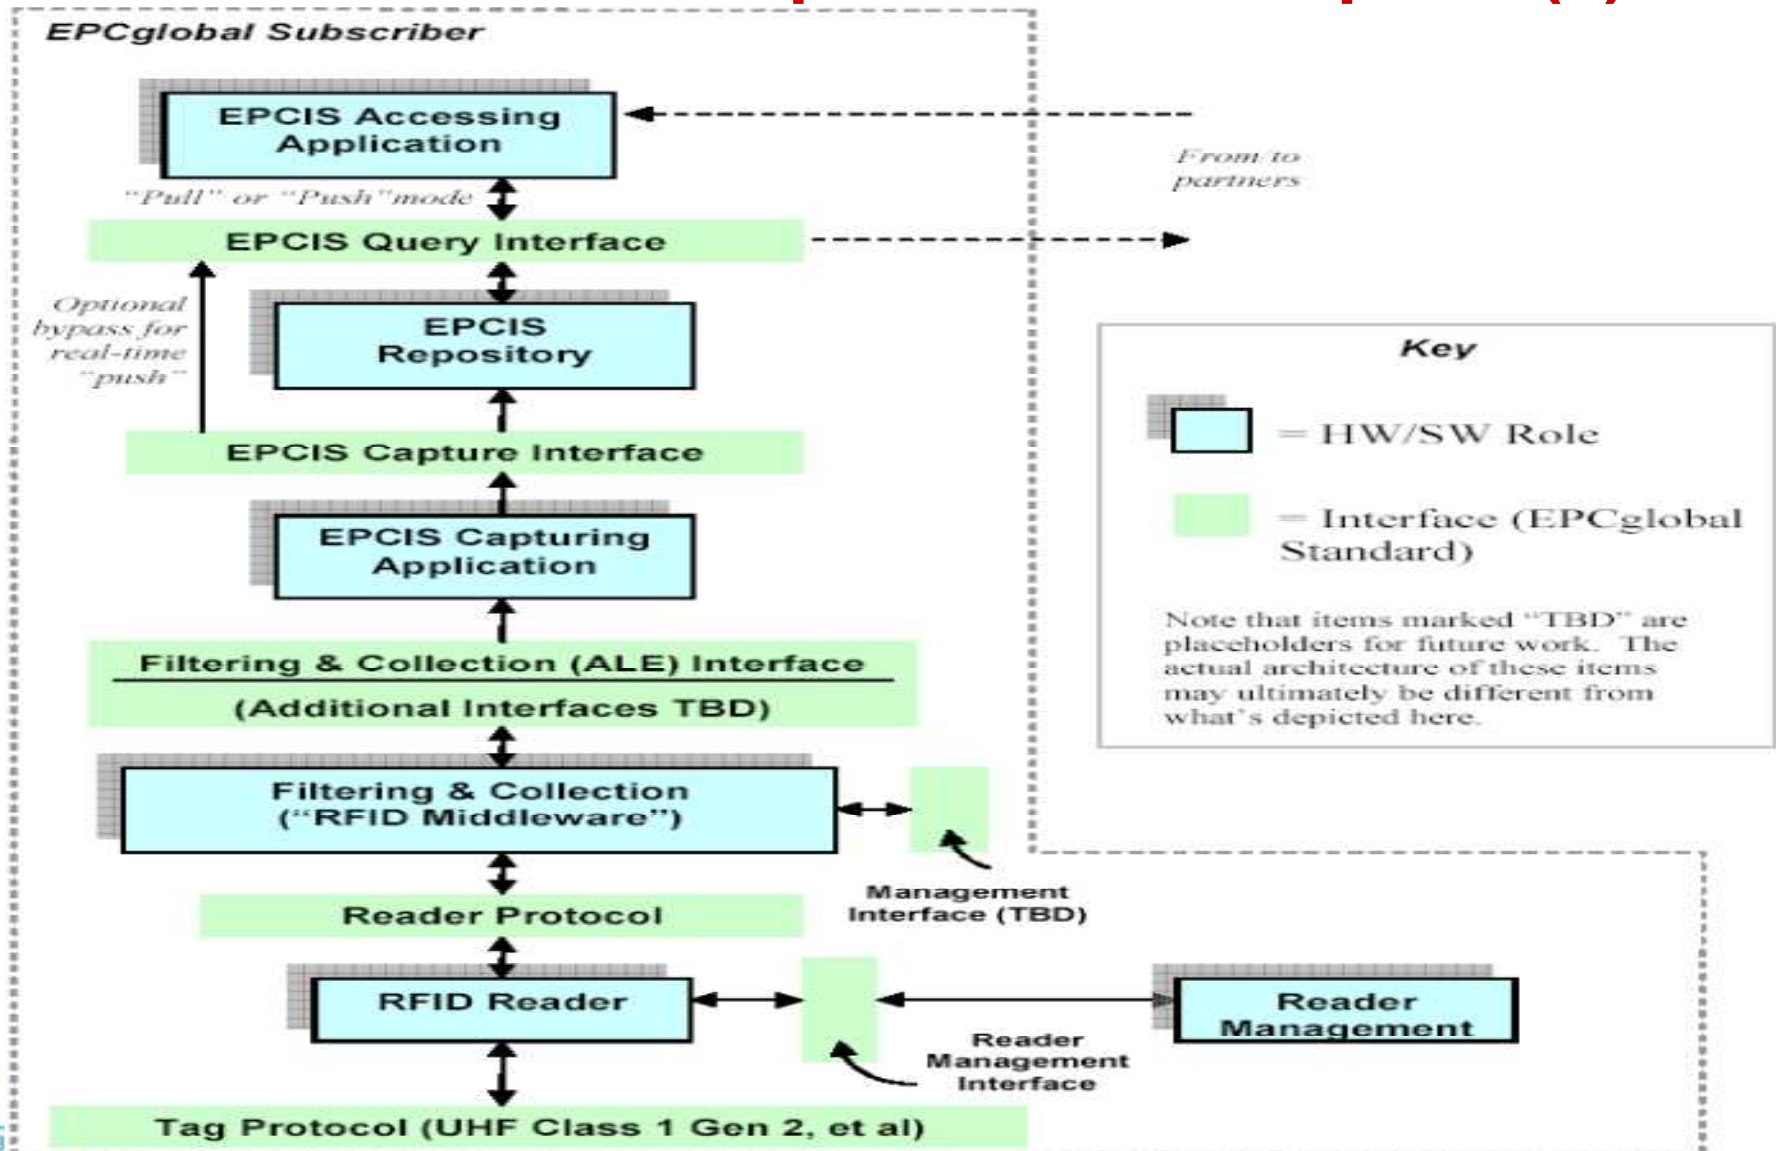 EPCglobal Subscriber
EPCIS Accessing
Application
"Pull" or "Push" mode
From/to
partners
EPCIS Query Interface
Optional
bypass for
real-time
"push"
EPCIS
Repository
EPCIS Capture Interface
EPCIS Capturing
Application
Filtering & Collection (ALE) Interface
(Additional Interfaces TBD)
Filtering & Collection
("RFID Middleware")
Management
Interface (TBD)
Reader Protocol
RFID Reader
Reader
Management
Interface
Reader
Management
Tag Protocol (UHF Class 1 Gen 2, et al)
Key
= HW/SW Role
= Interface (EPCglobal
Standard)
Note that items marked "TBD" are
placeholders for future work. The
actual architecture of these items
may ultimately be different from
what's depicted here.